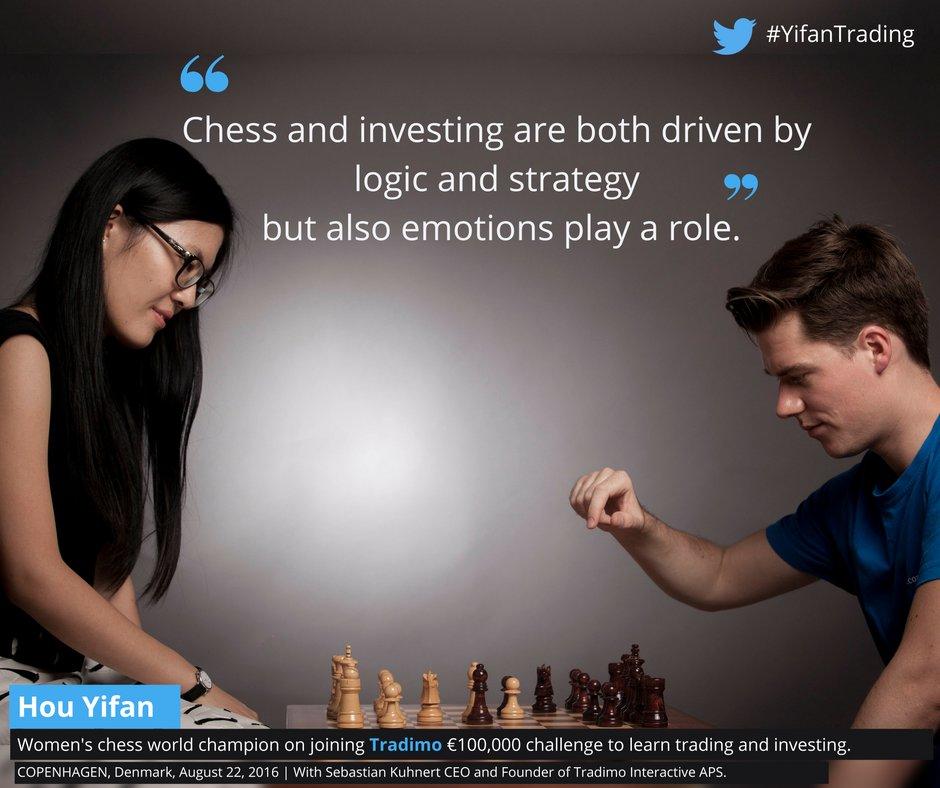 #YifanTrading
“
Chess and investing are both driven by
logic and strategy
”
but also emotions play a role.
.co
Hou Yifan
Women's chess world champion on joining Tradimo €100,000 challenge to learn trading and investing.
COPENHAGEN, Denmark, August 22, 2016 | With Sebastian Kuhnert CEO and Founder of Tradimo Interactive APS.